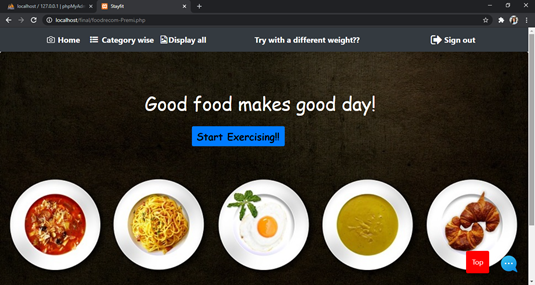 localhost / 127.0.0.1 | phpMyAd
Stayfit
localhost/final/foodrecom-Premi.php
Home
Category wise
Display all
Try with a different weight??
Sign out
Good food makes good day!
Start Exercising!!
Top